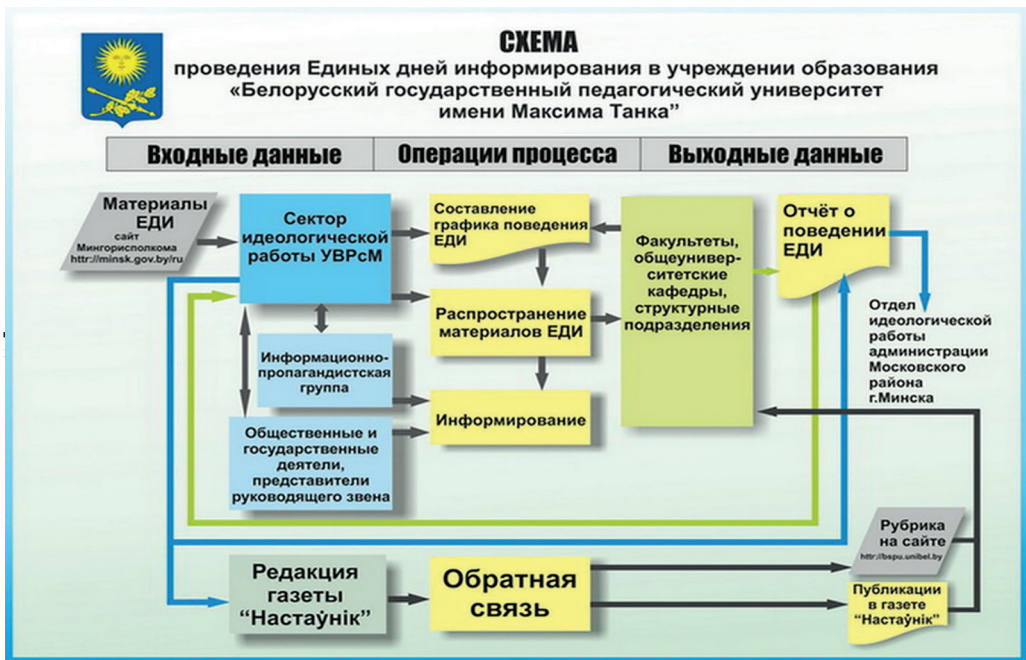 СХЕМА
проведения Единых дней информирования в учреждении образования
«Белорусский государственный педагогический университет
имени Максима Танка”
Входные данные
Операции процесса
Выходные данные
Материалы
ЕДИ
сайт
Мингорисполкома
http://minsk.gov.by/ru
Сектор
идеологической
работы УВРсМ
Составление
графика поведения
ЕДИ
Факультеты,
общеунивер-
ситетские
кафедры,
структурные
подразделения
Отчёт о
поведении
ЕДИ
Распространение
материалов ЕДИ
Отдел
идеологической
работы
администрации
Московского
района
г.Минска
Информационно-
пропагандистская
группа
Информирование
Общественные и
государственные
деятели,
представители
руководящего звена
Рубрика
на сайте
http://bspu.unibel.by
Редакция
газеты
“Настаўнік”
Обратная
связь
Публикации
в газете
“Настаўнік”